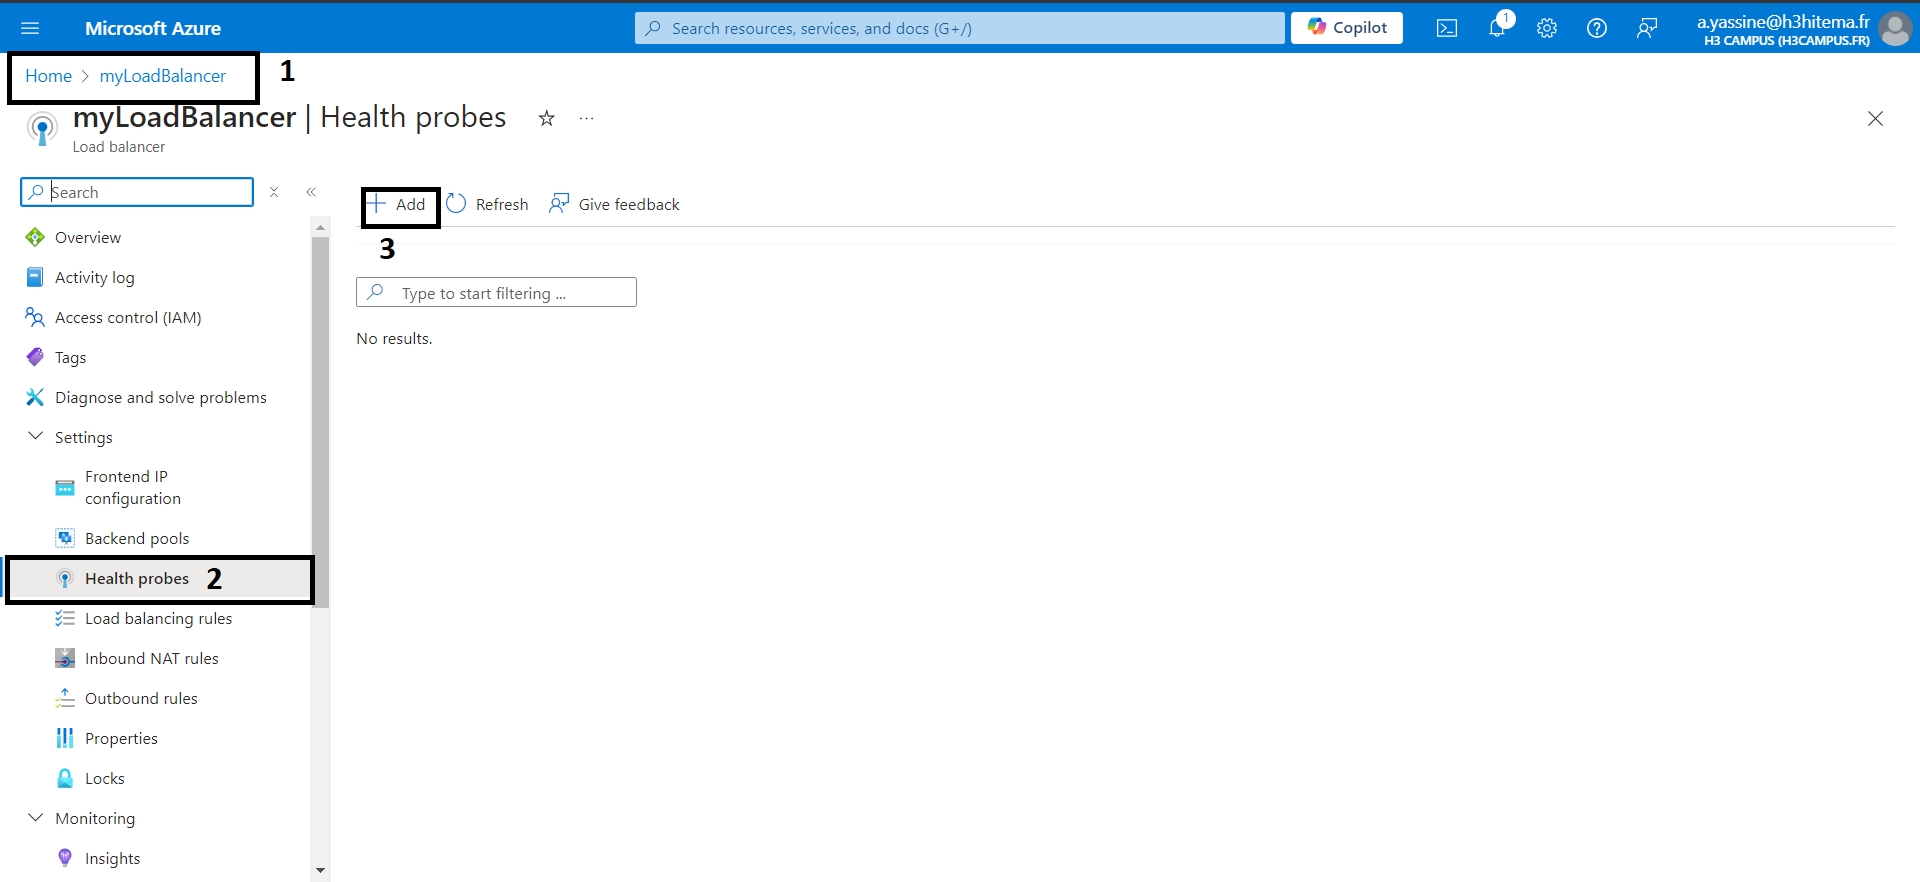 Microsoft Azure
Search resources, services, and docs (G+/)
Copilot
1
a.yassine@h3hitema.fr
H3 CAMPUS (H3CAMPUS.FR)
Home > myLoadBalancer
1
myLoadBalancer | Health probes
Load balancer
Search
Add
Refresh
Give feedback
3
Type to start filtering ...
No results.
Overview
Activity log
Access control (IAM)
Tags
Diagnose and solve problems
Settings
Frontend IP
configuration
Backend pools
Health probes
2
Load balancing rules
Inbound NAT rules
Outbound rules
Properties
Locks
Monitoring
Insights